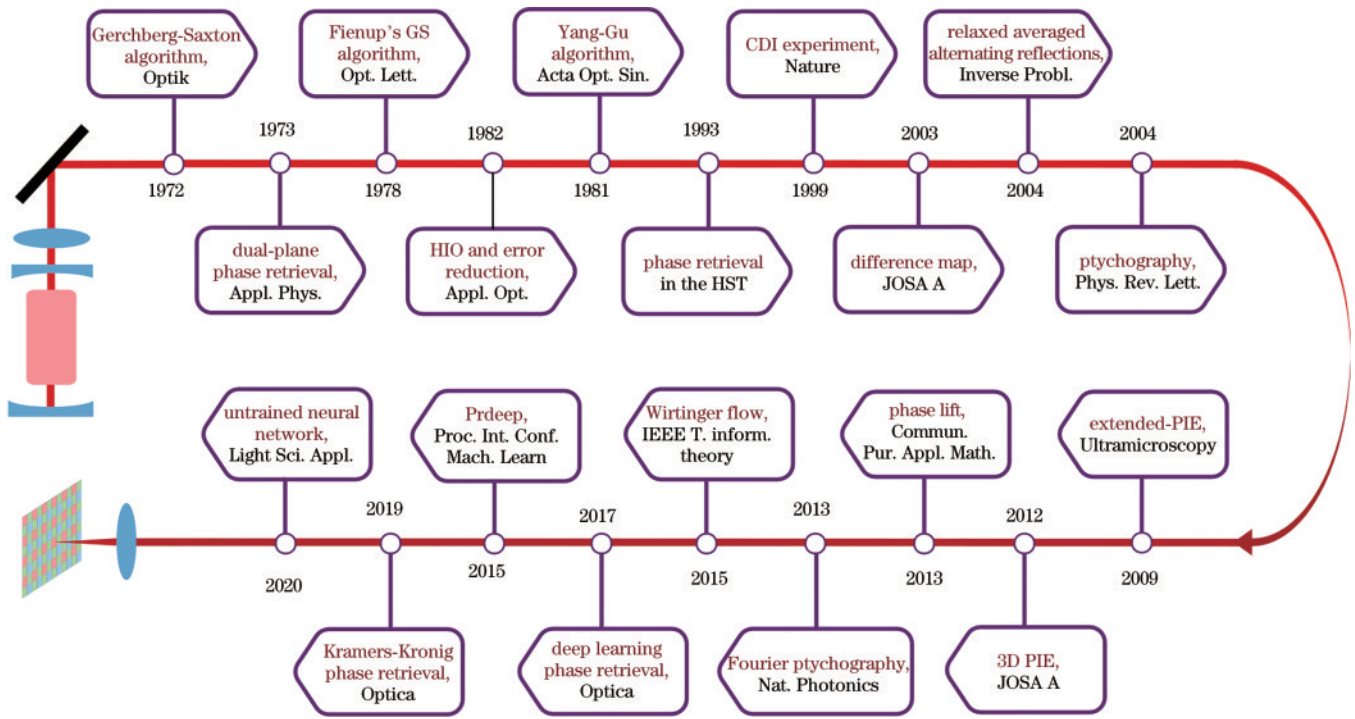 Gerchberg-Saxton
algorithm,
Optik
Fienup's GS
algorithm,
Opt. Lett.
Yang-Gu
algorithm,
Acta Opt. Sin.
CDI experiment,
Nature
relaxed averaged
alternating reflections,
Inverse Probl.
1973
1982
1993
2003
2004
1972
1978
1981
1999
2004
dual-plane
phase retrieval,
Appl. Phys.
HIO and error
reduction,
Appl. Opt.
phase retrieval
in the HST
difference map,
JOSA A
ptychography,
Phys. Rev. Lett.
untrained neural
network,
Light Sci. Appl.
Prdeep,
Proc. Int. Conf.
Mach. Learn
Wirtinger flow,
IEEE T. inform.
theory
phase lift,
Commun.
Pur. Appl. Math.
extended-PIE,
Ultramicroscopy
2019
2017
2013
2012
2020
2015
2015
2013
2009
Kramers-Kronig
phase retrieval,
Optica
deep learning
phase retrieval,
Optica
Fourier ptychography,
Nat. Photonics
3D PIE,
JOSA A